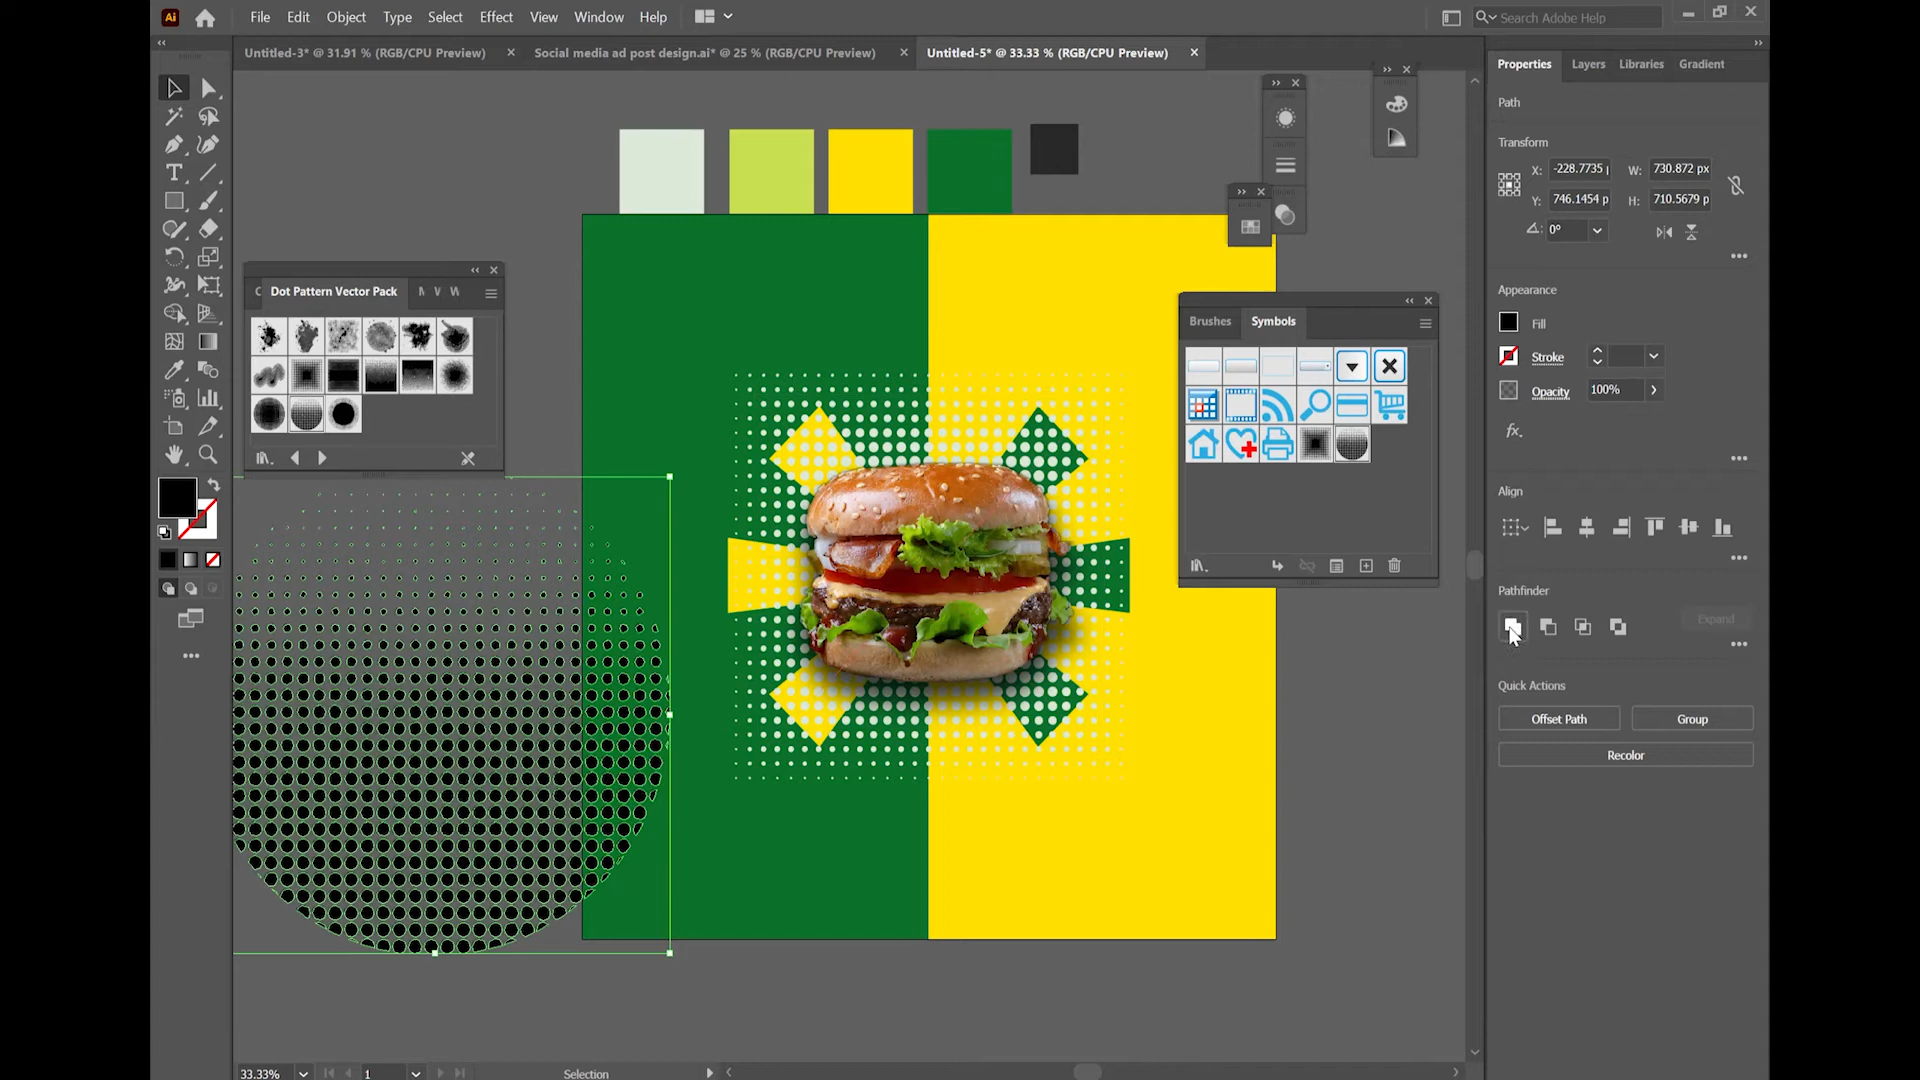 Ai
File Edit Object Type Select Effect View Window Help
Search Adobe Help
Untitled-3* @ 31.91 % (RGB/CPU Preview)
Social media ad post design.ai* @ 25 % (RGB/CPU Preview)
Untitled-5* @ 33.33 % (RGB/CPU Preview)
Properties Layers Libraries Gradient
Path
Transform
X: -228.7735 W: 730.872 px
Y: 746.1454 p H: 710.5679 p
0°
Dot Pattern Vector Pack
Brushes Symbols
Appearance
Fill
Stroke
Opacity 100%
fx.
Align
Pathfinder
Expand
Quick Actions
Offset Path Group
Recolor
33.33% 1 Selection